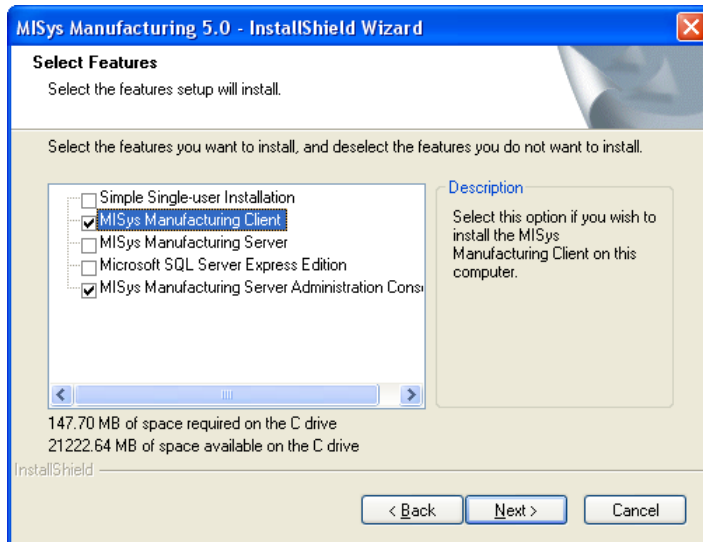 MISys Manufacturing 5.0 - InstallShield Wizard
Select Features
Select the features setup will install.
Select the features you want to install, and deselect the features you do not want to install.
Simple Single-user Installation
MISys Manufacturing Client
MISys Manufacturing Server
Microsoft SQL Server Express Edition
MISys Manufacturing Server Administration Cons
Description
Select this option if you wish to
install the MISys
Manufacturing Client on this
computer.
147.70 MB of space required on the C drive
21222.64 MB of space available on the C drive
InstallShield
< Back
Next >
Cancel